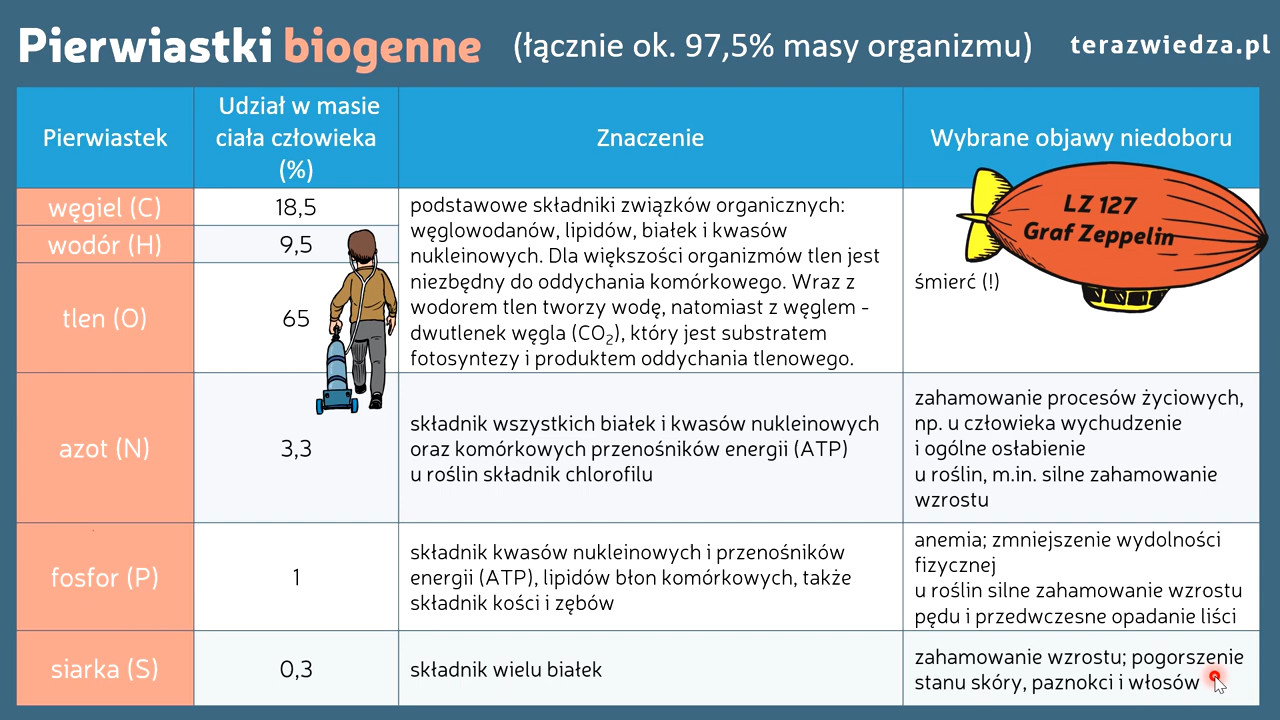 Pierwiastki biogenne (łącznie ok. 97,5% masy organizmu) terazwiedza.pl
Pierwiastek
Udział w masie
ciała człowieka
(%)
Znaczenie
Wybrane objawy niedoboru
węgiel (C)
18,5
wodór (H)
9,5
tlen (O)
65
podstawowe składniki związków organicznych:
węglowodanów, lipidów, białek i kwasów
nukleinowych. Dla większości organizmów tlen jest
niezbędny do oddychania komórkowego. Wraz z
wodorem tlen tworzy wodę, natomiast z węglem -
dwutlenek węgla (CO₂), który jest substratem
fotosyntezy i produktem oddychania tlenowego.
śmierć (!)
LZ 127
Graf Zeppelin
azot (N)
3,3
składnik wszystkich białek i kwasów nukleinowych
oraz komórkowych przenośników energii (ATP)
u roślin składnik chlorofilu
zahamowanie procesów życiowych,
np. u człowieka wychudzenie
i ogólne osłabienie
u roślin, m.in. silne zahamowanie
wzrostu
fosfor (P)
1
składnik kwasów nukleinowych i przenośników
energii (ATP), lipidów błon komórkowych, także
składnik kości i zębów
anemia; zmniejszenie wydolności
fizycznej
u roślin silne zahamowanie wzrostu
pędu i przedwczesne opadanie liści
siarka (S)
0,3
składnik wielu białek
zahamowanie wzrostu; pogorszenie
stanu skóry, paznokci i włosów